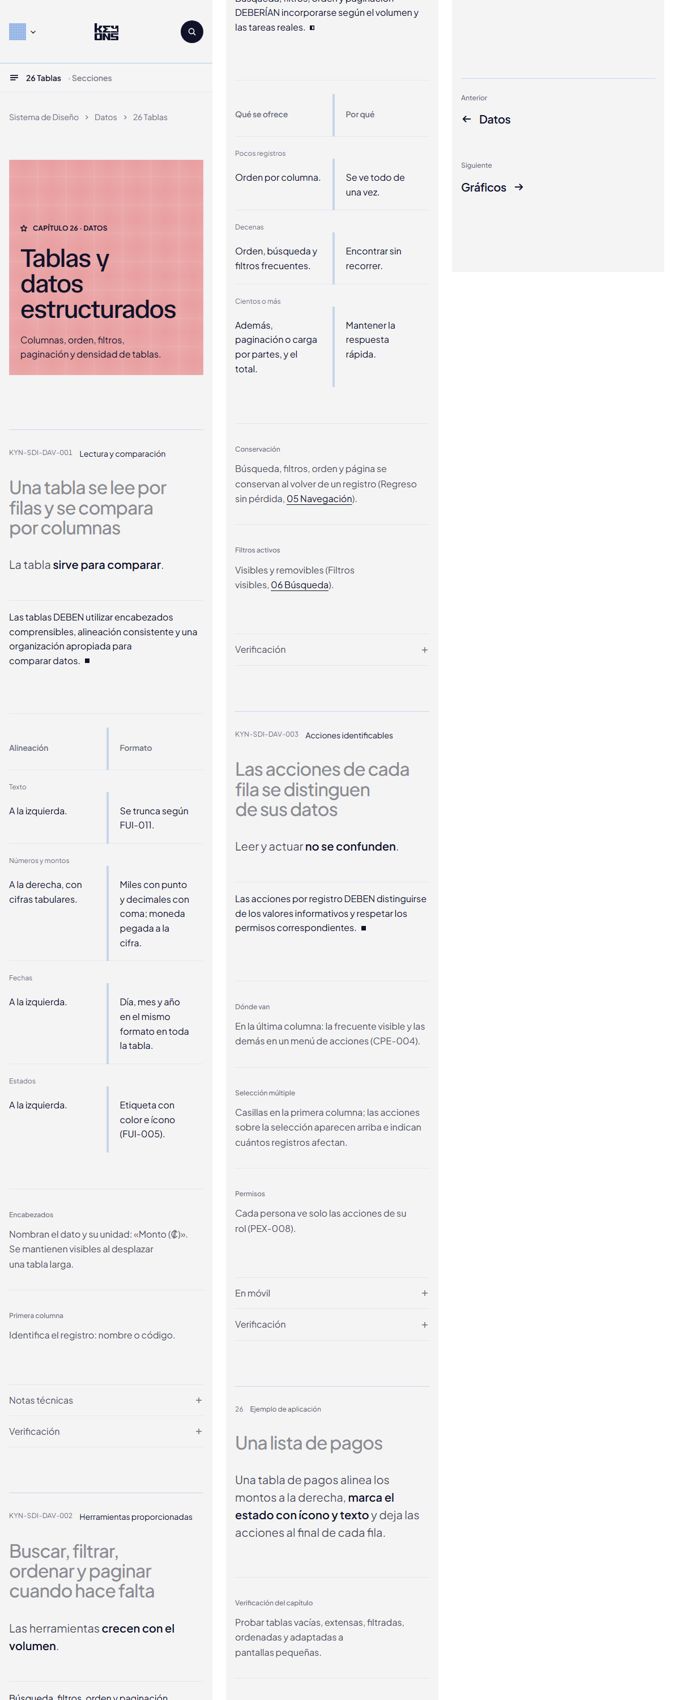 KEY
ONS
26 Tablas · Secciones
Sistema de Diseño > Datos > 26 Tablas
CAPÍTULO 26 · DATOS
Tablas y
datos
estructurados
Columnas, orden, filtros,
paginación y densidad de tablas.
KYN-SDI-DAV-001 Lectura y comparación
Una tabla se lee por
filas y se compara
por columnas
La tabla sirve para comparar.
Las tablas DEBEN utilizar encabezados
comprensibles, alineación consistente y una
organización apropiada para
comparar datos.
Alineación Formato
Texto
A la izquierda. Se trunca según
FUI-011.
Números y montos
A la derecha, con Miles con punto
cifras tabulares. y decimales con
coma; moneda
pegada a la
cifra.
Fechas
A la izquierda. Día, mes y año
en el mismo
formato en toda
la tabla.
Estados
A la izquierda. Etiqueta con
color e ícono
(FUI-005).
Encabezados
Nombran el dato y su unidad: «Monto (₡)».
Se mantienen visibles al desplazar
una tabla larga.
Primera columna
Identifica el registro: nombre o código.
Notas técnicas +
Verificación +
KYN-SDI-DAV-002 Herramientas proporcionadas
Buscar, filtrar,
ordenar y paginar
cuando hace falta
Las herramientas crecen con el
volumen.
Búsqueda, filtros, orden y paginación
DEBERÍAN incorporarse según el volumen y
las tareas reales.
Qué se ofrece Por qué
Pocos registros
Orden por columna. Se ve todo de
una vez.
Decenas
Orden, búsqueda y Encontrar sin
filtros frecuentes. recorrer.
Cientos o más
Además, Mantener la
paginación o carga respuesta
por partes, y el rápida.
total.
Conservación
Búsqueda, filtros, orden y página se
conservan al volver de un registro (Regreso
sin pérdida, 05 Navegación).
Filtros activos
Visibles y removibles (Filtros
visibles, 06 Búsqueda).
Verificación +
KYN-SDI-DAV-003 Acciones identificables
Las acciones de cada
fila se distinguen
de sus datos
Leer y actuar no se confunden.
Las acciones por registro DEBEN distinguirse
de los valores informativos y respetar los
permisos correspondientes.
Dónde van
En la última columna: la frecuente visible y las
demás en un menú de acciones (CPE-004).
Selección múltiple
Casillas en la primera columna; las acciones
sobre la selección aparecen arriba e indican
cuántos registros afectan.
Permisos
Cada persona ve solo las acciones de su
rol (PEX-008).
En móvil +
Verificación +
26 Ejemplo de aplicación
Una lista de pagos
Una tabla de pagos alinea los
montos a la derecha, marca el
estado con ícono y texto y deja las
acciones al final de cada fila.
Verificación del capítulo
Probar tablas vacías, extensas, filtradas,
ordenadas y adaptadas a
pantallas pequeñas.
Anterior
← Datos
Siguiente
Gráficos →